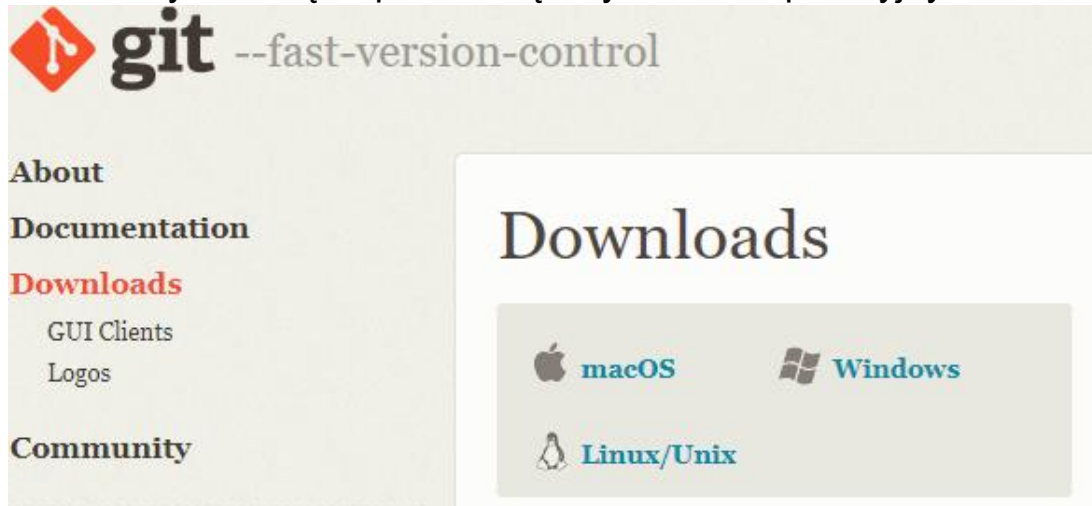 git --fast-version-control
About
Documentation
Downloads
GUI Clients
Logos
Community
Downloads
macOS
Windows
Linux/Unix